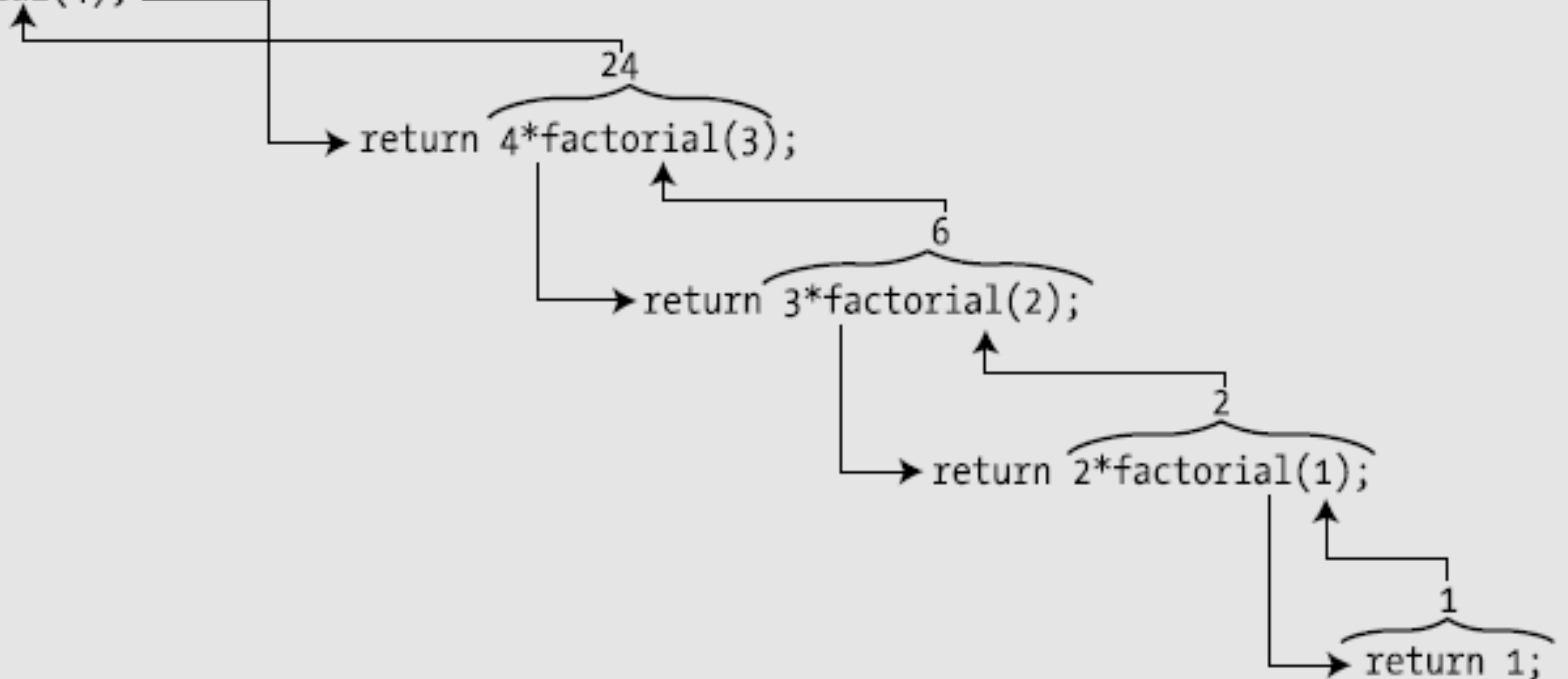 24
return 4*factorial(3);
6
return 3*factorial(2);
2
return 2*factorial(1);
1
return 1;